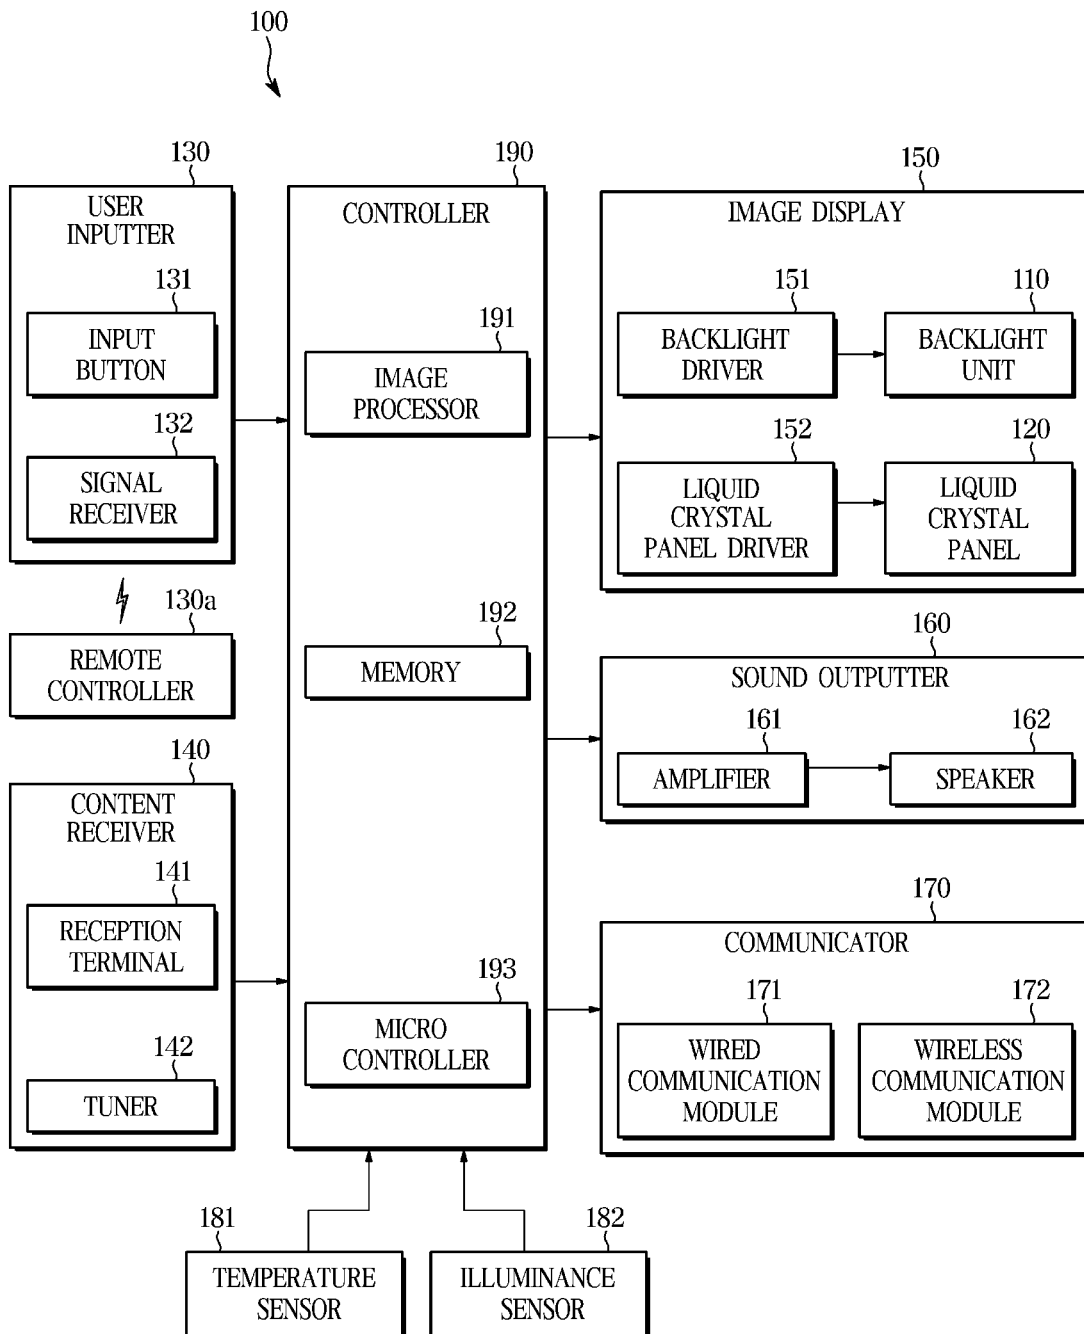 100
130
USER
INPUTTER
131
INPUT
BUTTON
132
SIGNAL
RECEIVER
130a
REMOTE
CONTROLLER
140
CONTENT
RECEIVER
141
RECEPTION
TERMINAL
142
TUNER
190
CONTROLLER
191
IMAGE
PROCESSOR
192
MEMORY
193
MICRO
CONTROLLER
150
IMAGE DISPLAY
151
BACKLIGHT
DRIVER
110
BACKLIGHT
UNIT
152
LIQUID
CRYSTAL
PANEL DRIVER
120
LIQUID
CRYSTAL
PANEL
160
SOUND OUTPUTTER
161
AMPLIFIER
162
SPEAKER
170
COMMUNICATOR
171
WIRED
COMMUNICATION
MODULE
172
WIRELESS
COMMUNICATION
MODULE
181
TEMPERATURE
SENSOR
182
ILLUMINANCE
SENSOR